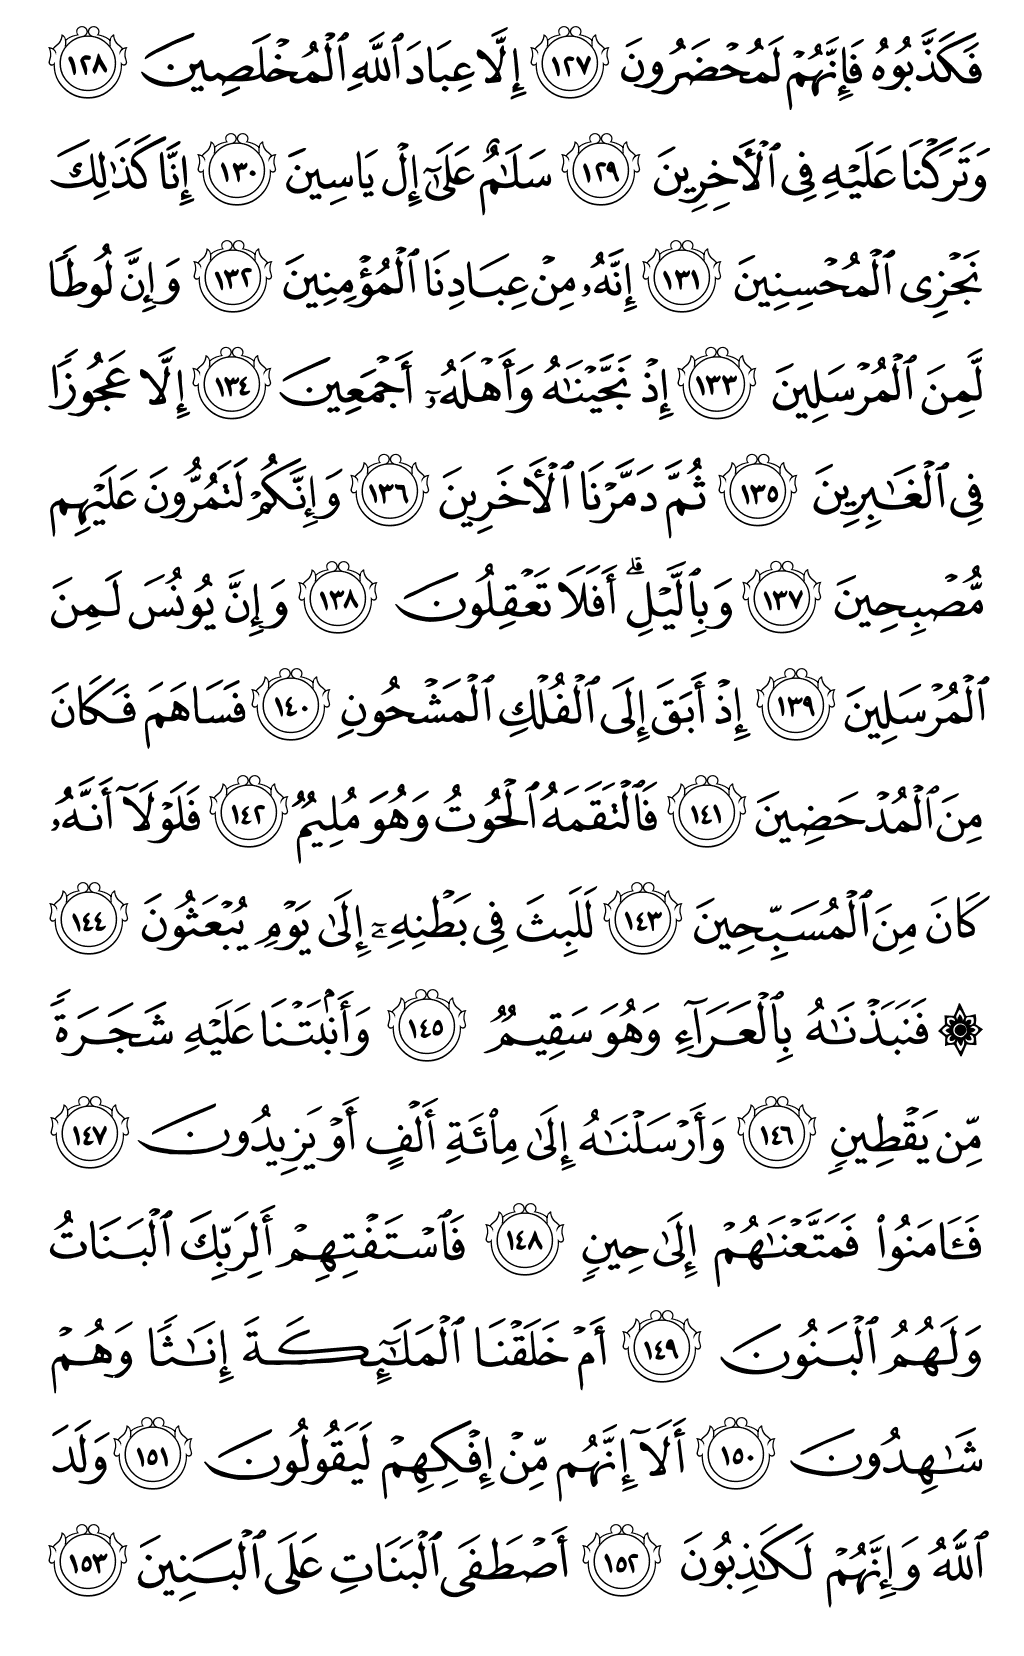 فَكَذَّبُوهُ فَإِنَّهُمْ لَمُحْضَرُونَ ١٢٧ إِلَّا عِبَادَ ٱللَّهِ ٱلْمُخْلَصِينَ ١٢٨
وَتَرَكْنَا عَلَيْهِ فِى ٱلْـَٔاخِرِينَ ١٢٩ سَلَـٰمٌ عَلَىٰٓ إِلْ يَاسِينَ ١٣٠ إِنَّا كَذَٰلِكَ
نَجْزِى ٱلْمُحْسِنِينَ ١٣١ إِنَّهُۥ مِنْ عِبَادِنَا ٱلْمُؤْمِنِينَ ١٣٢ وَإِنَّ لُوطًا
لَّمِنَ ٱلْمُرْسَلِينَ ١٣٣ إِذْ نَجَّيْنَـٰهُ وَأَهْلَهُۥٓ أَجْمَعِينَ ١٣٤ إِلَّا عَجُوزًا
فِى ٱلْغَـٰبِرِينَ ١٣٥ ثُمَّ دَمَّرْنَا ٱلْـَٔاخَرِينَ ١٣٦ وَإِنَّكُمْ لَتَمُرُّونَ عَلَيْهِم
مُّصْبِحِينَ ١٣٧ وَبِٱلَّيْلِ ۗ أَفَلَا تَعْقِلُونَ ١٣٨ وَإِنَّ يُونُسَ لَمِنَ
ٱلْمُرْسَلِينَ ١٣٩ إِذْ أَبَقَ إِلَى ٱلْفُلْكِ ٱلْمَشْحُونِ ١٤٠ فَسَاهَمَ فَكَانَ
مِنَ ٱلْمُدْحَضِينَ ١٤١ فَٱلْتَقَمَهُ ٱلْحُوتُ وَهُوَ مُلِيمٌ ١٤٢ فَلَوْلَآ أَنَّهُۥ
كَانَ مِنَ ٱلْمُسَبِّحِينَ ١٤٣ لَلَبِثَ فِى بَطْنِهِۦٓ إِلَىٰ يَوْمِ يُبْعَثُونَ ١٤٤
۞ فَنَبَذْنَـٰهُ بِٱلْعَرَآءِ وَهُوَ سَقِيمٌ ١٤٥ وَأَنۢبَتْنَا عَلَيْهِ شَجَرَةً
مِّن يَقْطِينٍ ١٤٦ وَأَرْسَلْنَـٰهُ إِلَىٰ مِا۟ئَةِ أَلْفٍ أَوْ يَزِيدُونَ ١٤٧
فَـَٔامَنُوا۟ فَمَتَّعْنَـٰهُمْ إِلَىٰ حِينٍ ١٤٨ فَٱسْتَفْتِهِمْ أَلِرَبِّكَ ٱلْبَنَاتُ
وَلَهُمُ ٱلْبَنُونَ ١٤٩ أَمْ خَلَقْنَا ٱلْمَلَـٰٓئِكَةَ إِنَـٰثًا وَهُمْ
شَـٰهِدُونَ ١٥٠ أَلَآ إِنَّهُم مِّنْ إِفْكِهِمْ لَيَقُولُونَ ١٥١ وَلَدَ
ٱللَّهُ وَإِنَّهُمْ لَكَـٰذِبُونَ ١٥٢ أَصْطَفَى ٱلْبَنَاتِ عَلَى ٱلْبَنِينَ ١٥٣